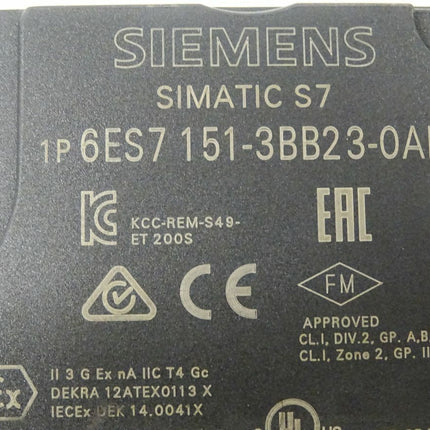 SIEMENS
SIMATIC S7
1P 6ES7 151-3BB23-0A
KCC-REM-S49-
ET 200S
EAC
CE
FM
APPROVED
CL.I, DIV.2, GP. A,B,
CL.I, Zone 2, GP. II
II 3 G Ex nA IIC T4 Gc
DEKRA 12ATEX0113 X
IECEx DEK 14.0041X
UL